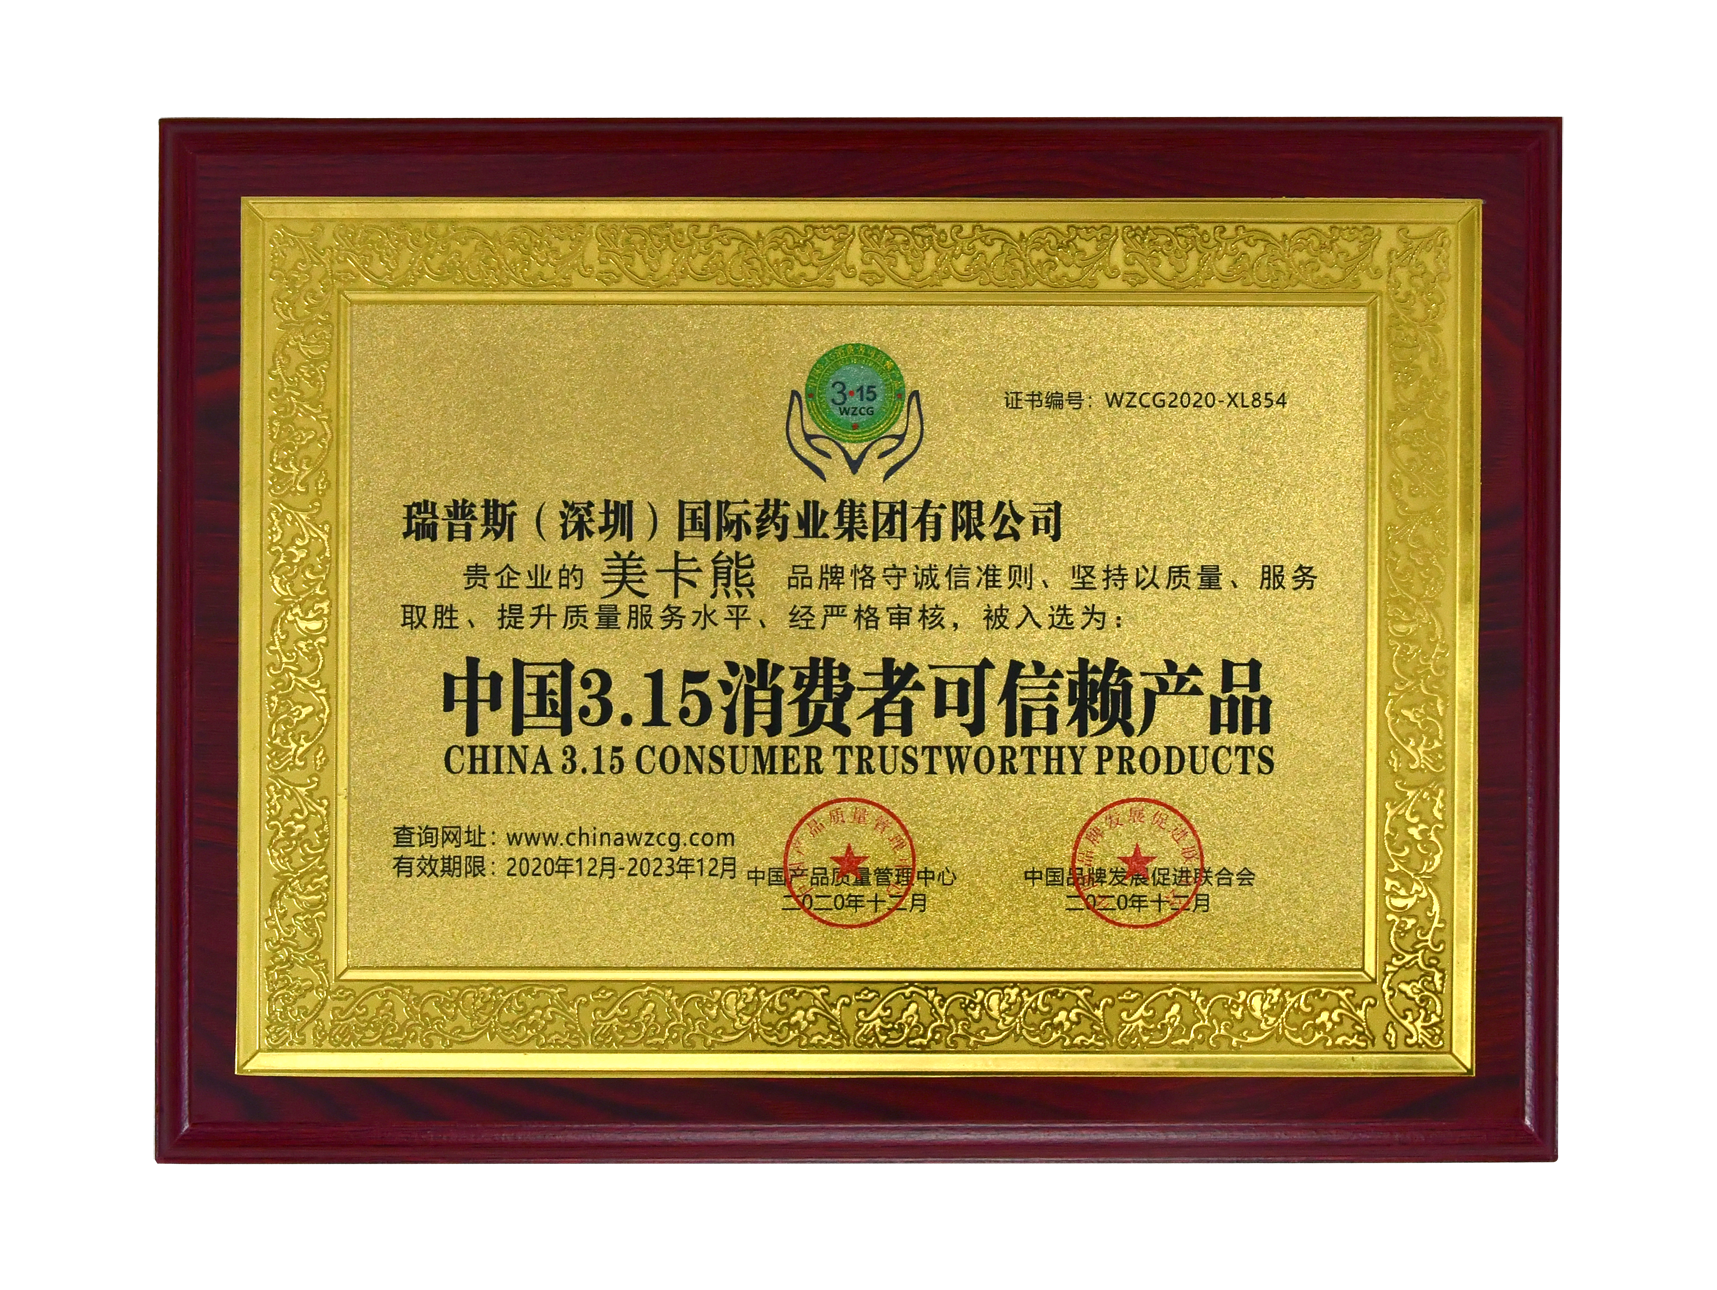 3·15
WZCG
证书编号：WZCG2020-XL854
瑞普斯（深圳）国际药业集团有限公司
贵企业的 美卡熊 品牌恪守诚信准则、坚持以质量、服务
取胜、提升质量服务水平、经严格审核，被入选为：
中国3.15消费者可信赖产品
CHINA 3.15 CONSUMER TRUSTWORTHY PRODUCTS
查询网址：www.chinawzcg.com
有效期限：2020年12月-2023年12月
中国产品质量管理中心
二0二0年十二月
中国品牌发展促进联合会
二0二0年十二月